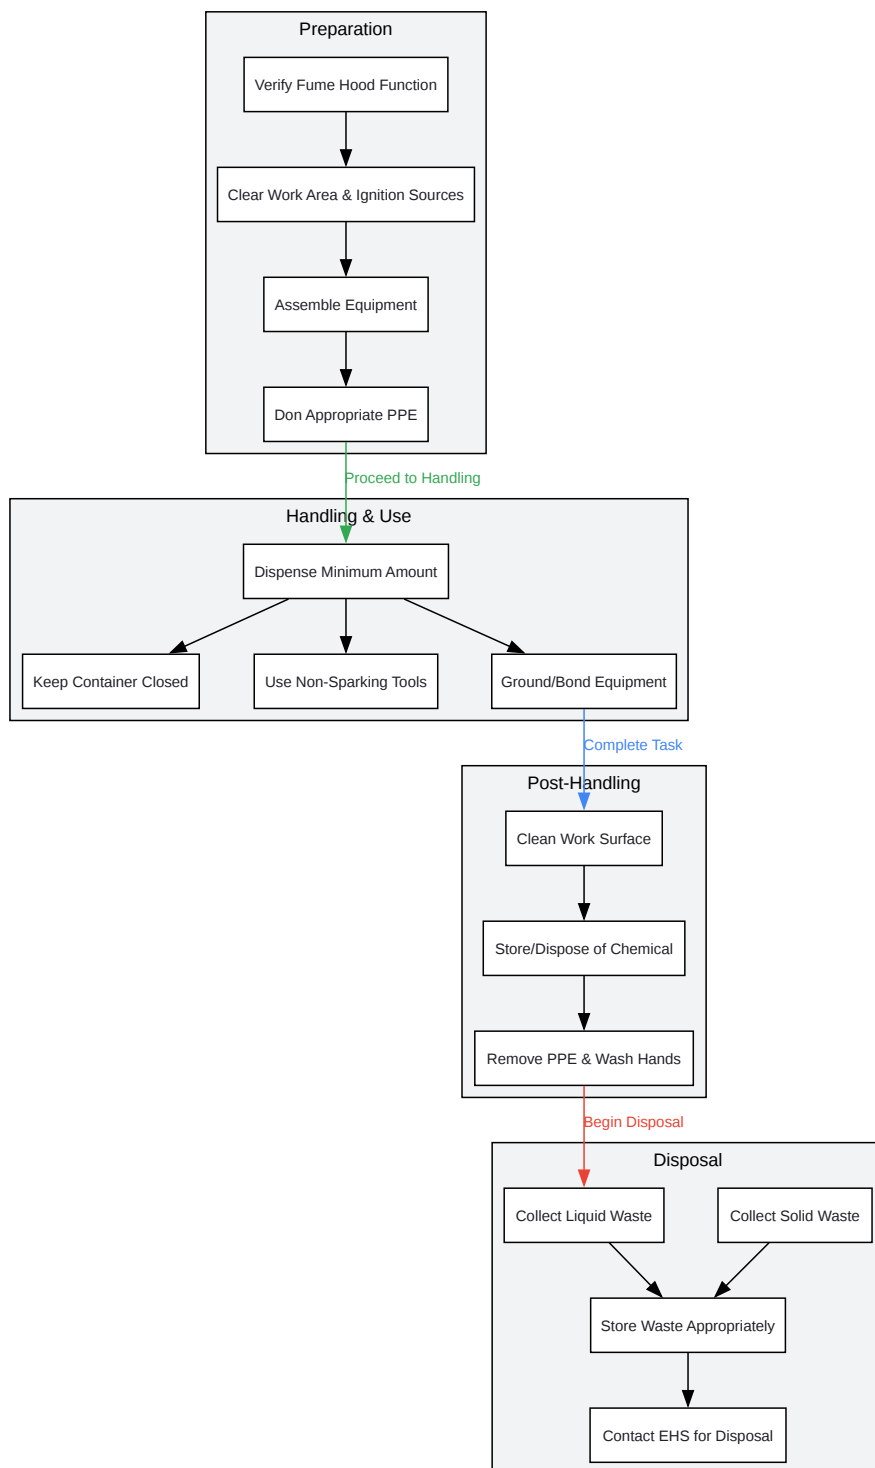 Preparation
Verify Fume Hood Function
Clear Work Area & Ignition Sources
Assemble Equipment
Don Appropriate PPE
Proceed to Handling
Handling & Use
Dispense Minimum Amount
Keep Container Closed
Use Non-Sparking Tools
Ground/Bond Equipment
Complete Task
Post-Handling
Clean Work Surface
Store/Dispose of Chemical
Remove PPE & Wash Hands
Begin Disposal
Disposal
Collect Liquid Waste
Collect Solid Waste
Store Waste Appropriately
Contact EHS for Disposal